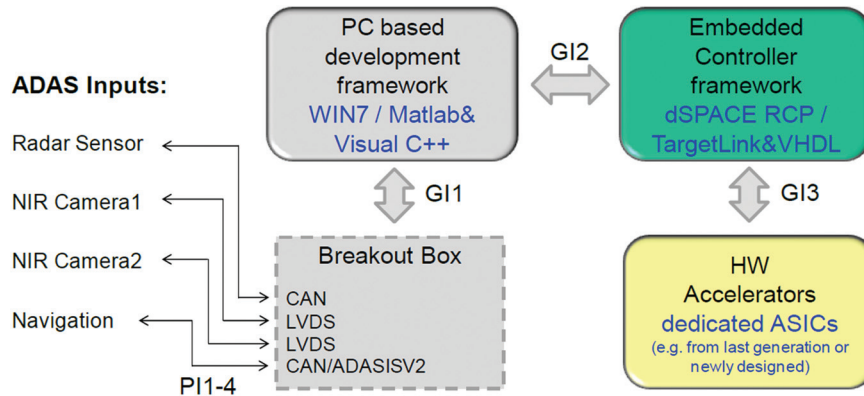 ADAS Inputs:
Radar Sensor
NIR Camera1
NIR Camera2
Navigation
PI1-4
PC based
development
framework
WIN7 / Matlab&
Visual C++
GI2
Embedded
Controller
framework
dSPACE RCP /
TargetLink&VHDL
GI1
GI3
Breakout Box
CAN
LVDS
LVDS
CAN/ADASISV2
HW
Accelerators
dedicated ASICs
(e.g. from last generation or
newly designed)